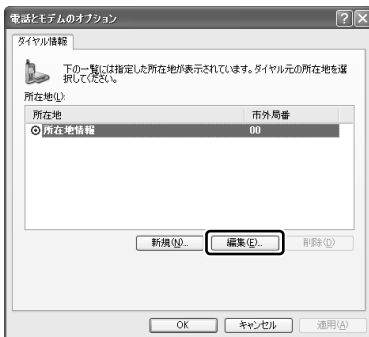 電話とモデムのオプション
ダイヤル情報
下の一覧には指定した所在地が表示されています。ダイヤル元の所在地を選
択してください。
所在地(L):
所在地 市外局番
所在地情報 00
新規(N)... 編集(E)... 削除(D)
OK キャンセル 適用(A)